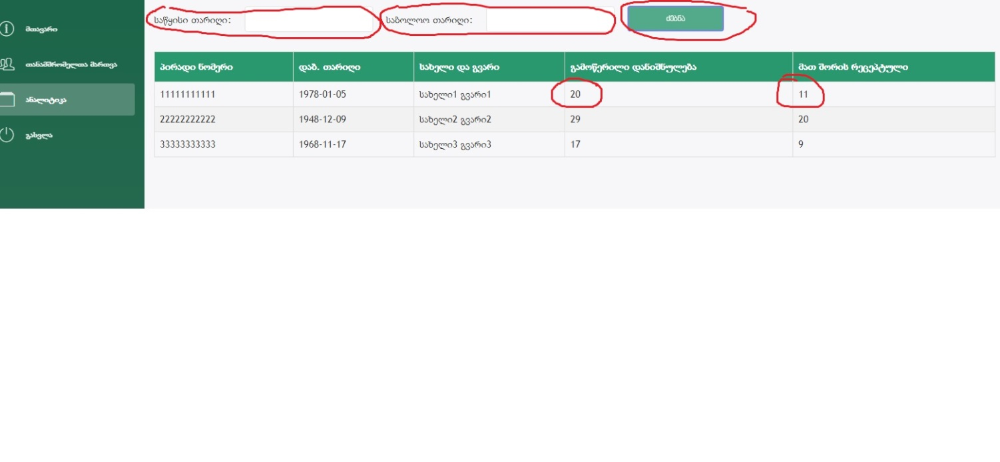 საწყისი თარიღი: საბოლოო თარიღი: ძებნა
მთავარი
თანამშრომელთა მართვა
ანალიტიკა
გასვლა
პირადი ნომერი დაბ. თარიღი სახელი და გვარი გამოწერილი დანიშნულება მათ შორის რეცეპტული
11111111111 1978-01-05 სახელი1 გვარი1 20 11
22222222222 1948-12-09 სახელი2 გვარი2 29 20
33333333333 1968-11-17 სახელი3 გვარი3 17 9